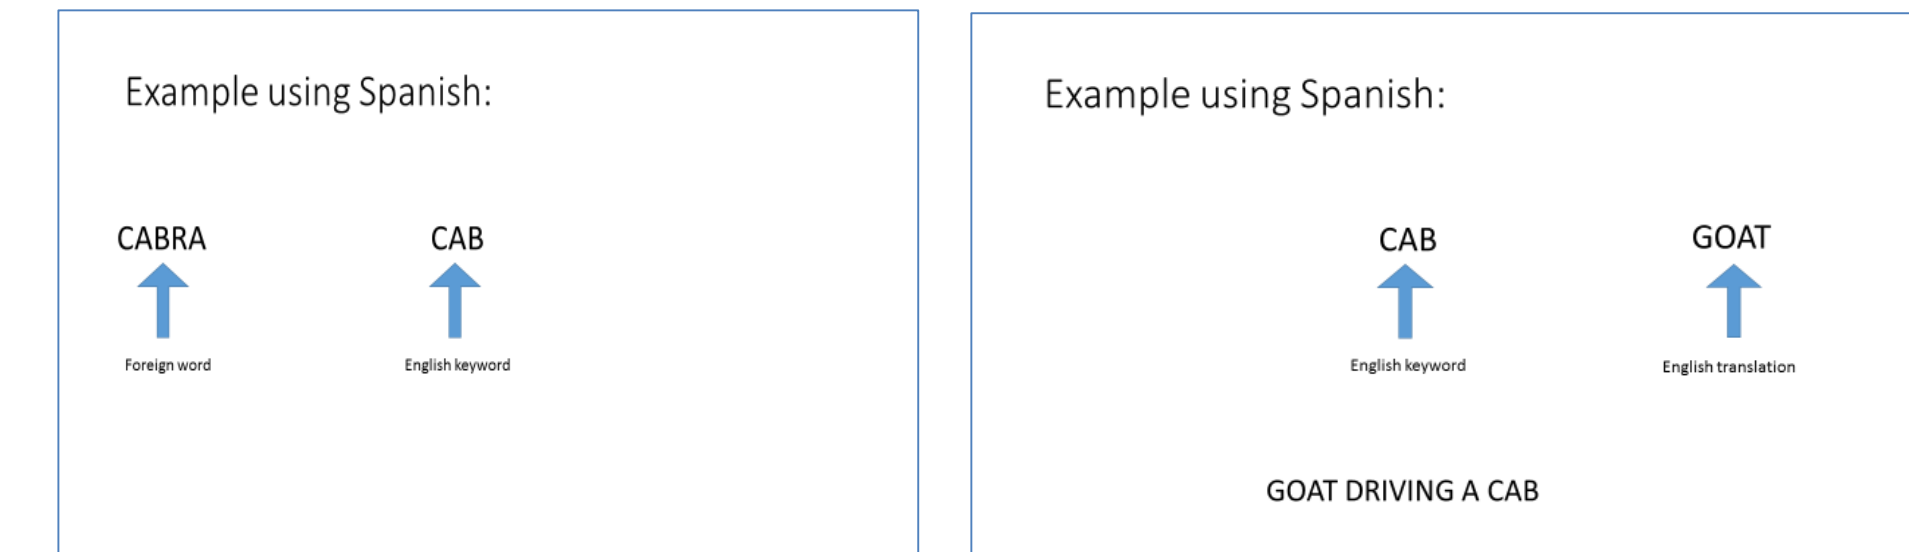 Example using Spanish:
CABRA CAB
Foreign word English keyword
Example using Spanish:
CAB GOAT
English keyword English translation
GOAT DRIVING A CAB